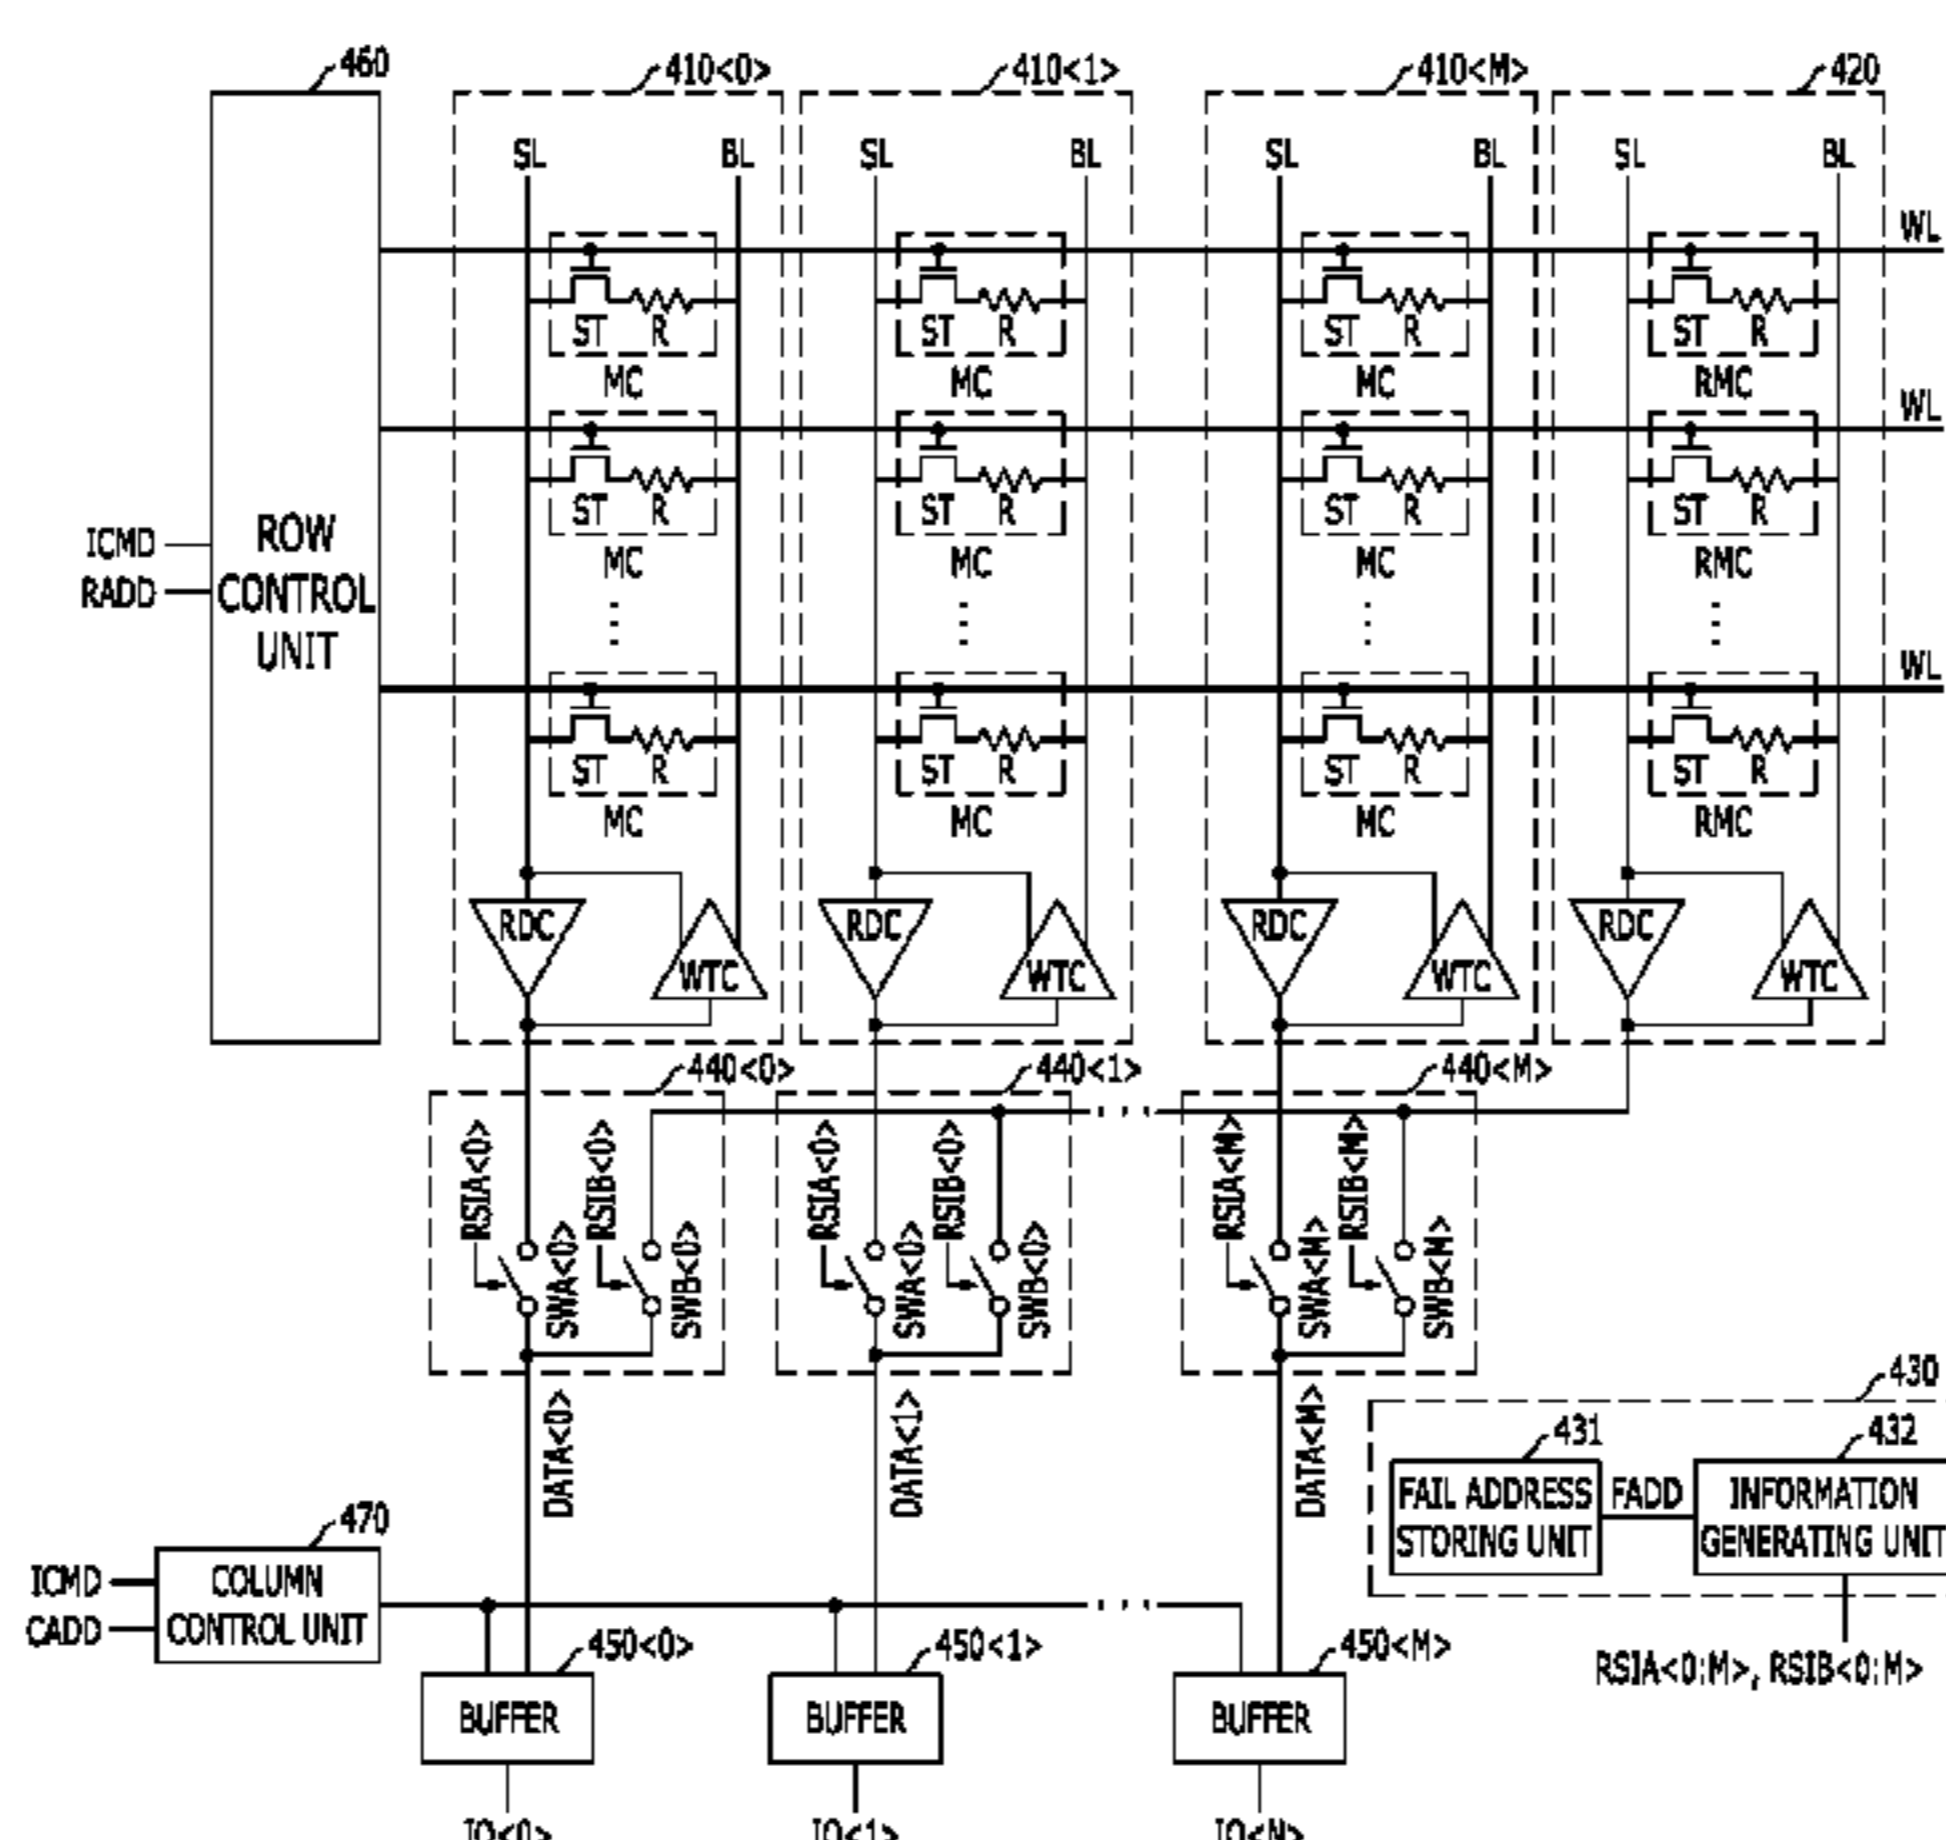 460
410<0>
410<1>
410<M>
420
SL BL SL BL SL BL SL BL
WL
ST R ST R ST R ST R
MC MC MC RMC
WL
ST R ST R ST R ST R
MC MC MC RMC
ICMD
RADD
ROW
CONTROL
UNIT
WL
ST R ST R ST R ST R
MC MC MC RMC
RDC WTC RDC WTC RDC WTC RDC WTC
440<0>
440<1>
440<M>
RSIA<0>
SWA<0>
RSIB<0>
SWB<0>
RSIA<0>
SWA<0>
RSIB<0>
SWB<0>
RSIA<M>
SWA<M>
RSIB<M>
SWB<M>
DATA<0>
DATA<1>
DATA<M>
430
431
432
FAIL ADDRESS
STORING UNIT
FADD
INFORMATION
GENERATING UNIT
RSIA<0:M>, RSIB<0:M>
470
ICMD
CADD
COLUMN
CONTROL UNIT
450<0>
450<1>
450<M>
BUFFER
BUFFER
BUFFER
IO<0>
IO<1>
IO<N>